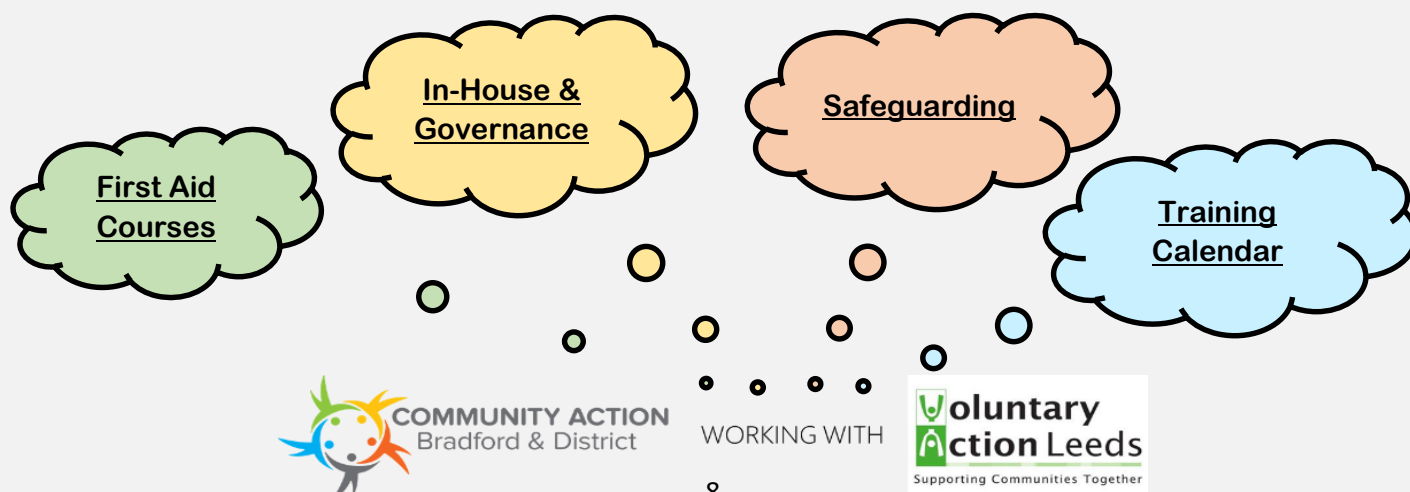 First Aid
Courses
In-House &
Governance
Safeguarding
Training
Calendar
COMMUNITY ACTION
Bradford & District
WORKING WITH
Voluntary
Action Leeds
Supporting Communities Together
&